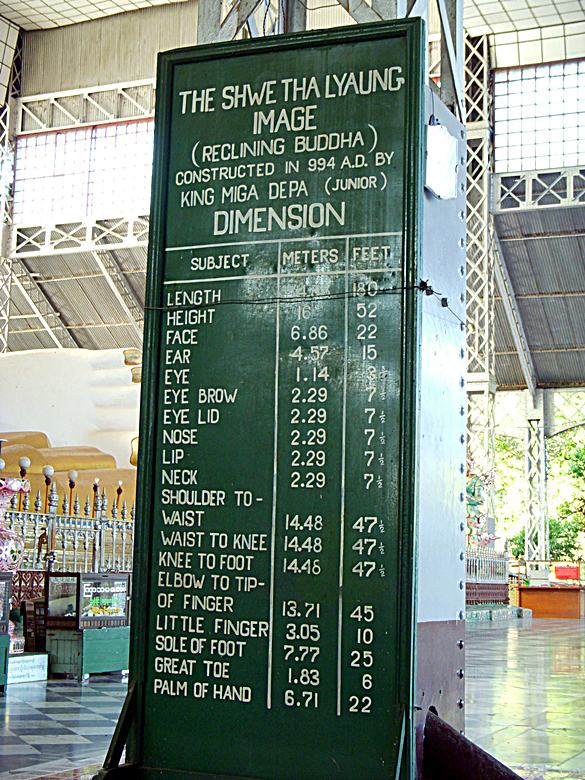 THE SHWE THA LYAUNG
IMAGE
(RECLINING BUDDHA)
CONSTRUCTED IN 994 A.D. BY
KING MIGA DEPA (JUNIOR)
DIMENSION
SUBJECT METERS FEET
LENGTH 180
HEIGHT 16 52
FACE 6.86 22
EAR 4.57 15
EYE 1.14 3½
EYE BROW 2.29 7½
EYE LID 2.29 7½
NOSE 2.29 7½
LIP 2.29 7½
NECK 2.29 7½
SHOULDER TO-
WAIST 14.48 47½
WAIST TO KNEE 14.48 47½
KNEE TO FOOT 14.48 47½
ELBOW TO TIP-
OF FINGER 13.71 45
LITTLE FINGER 3.05 10
SOLE OF FOOT 7.77 25
GREAT TOE 1.83 6
PALM OF HAND 6.71 22